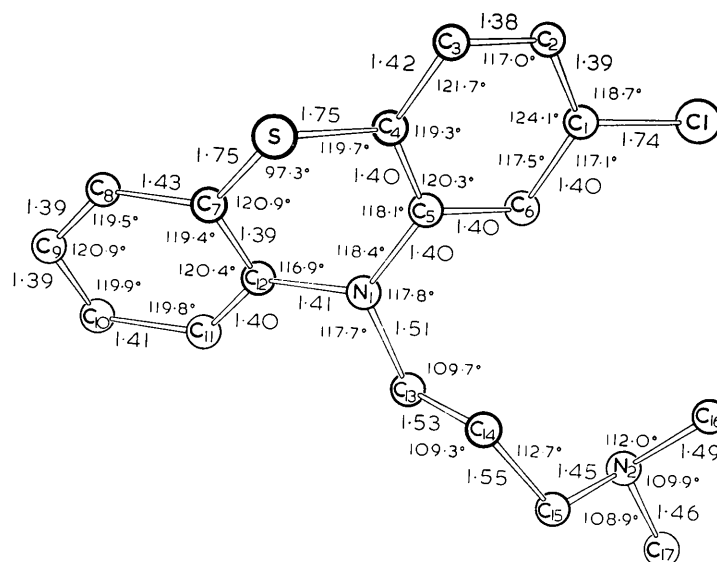 1·38
C3
C2
1·42
117·0°
1·39
121·7°
118·7°
1·75
S
C4
119·3°
124·1°
C1
Cl
1·75
119·7°
1·74
97·3°
1·40
120·3°
117·5°
117·1°
1·40
C8
1·43
C7
120·9°
118·1°
C5
C6
1·39
119·5°
1·40
119·4°
1·39
1·40
C9
120·9°
118·4°
120·4°
C12
116·9°
1·39
N1
117·8°
119·9°
1·41
C10
119·8°
1·40
C11
1·41
117·7°
1·51
109·7°
C13
1·53
C14
C16
109·3°
112·7°
112·0°
1·49
1·55
1·45
N2
109·9°
C15
108·9°
1·46
C17